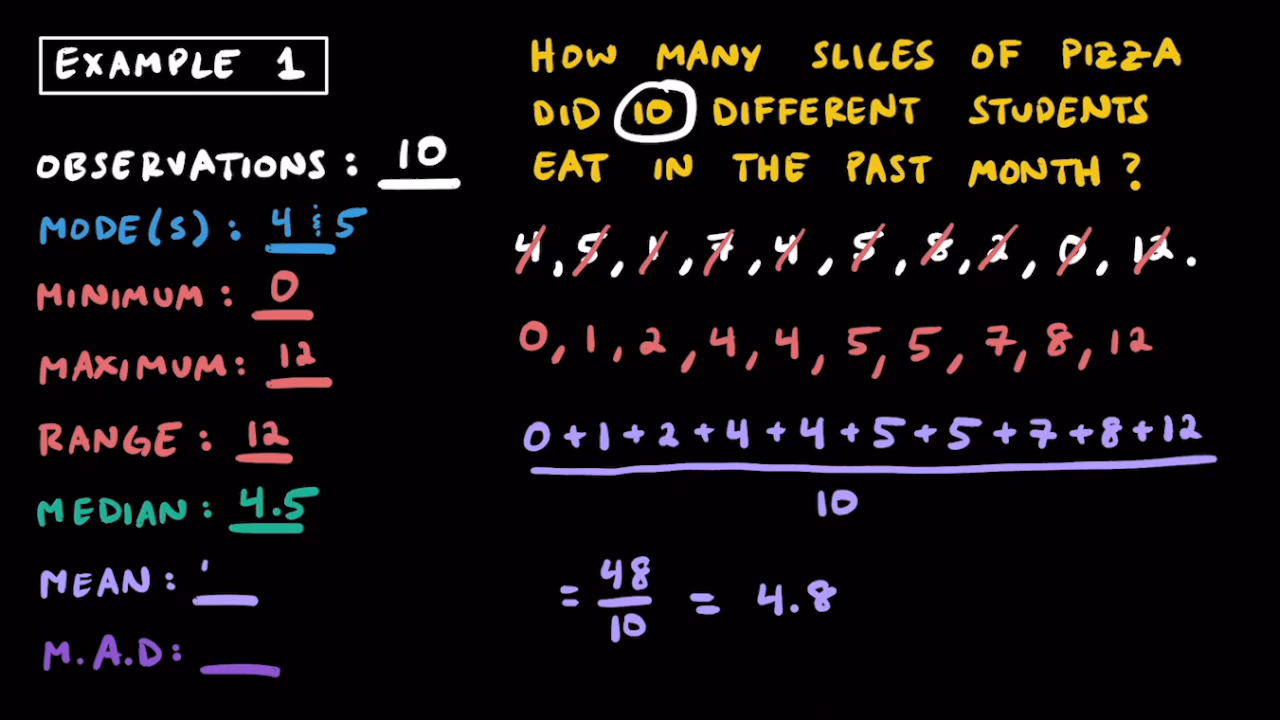 EXAMPLE 1
OBSERVATIONS: 10
MODE(S): 4 & 5
MINIMUM: 0
MAXIMUM: 12
RANGE: 12
MEDIAN: 4.5
MEAN:
M.A.D:
HOW MANY SLICES OF PIZZA
DID 10 DIFFERENT STUDENTS
EAT IN THE PAST MONTH?
4, 5, 1, 7, 4, 5, 8, 2, 0, 12.
0, 1, 2, 4, 4, 5, 5, 7, 8, 12
0+1+2+4+4+5+5+7+8+12
10
= 48/10 = 4.8